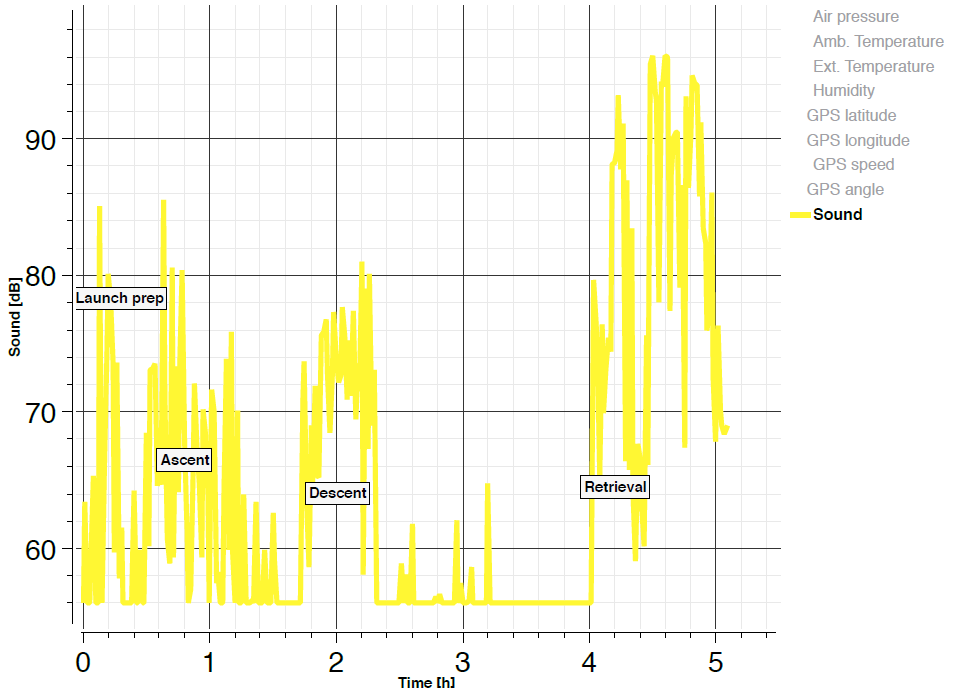 Air pressure
Amb. Temperature
Ext. Temperature
Humidity
GPS latitude
GPS longitude
GPS speed
GPS angle
Sound
90
80
70
60
Sound [dB]
Launch prep
Ascent
Descent
Retrieval
0 1 2 3 4 5
Time [h]